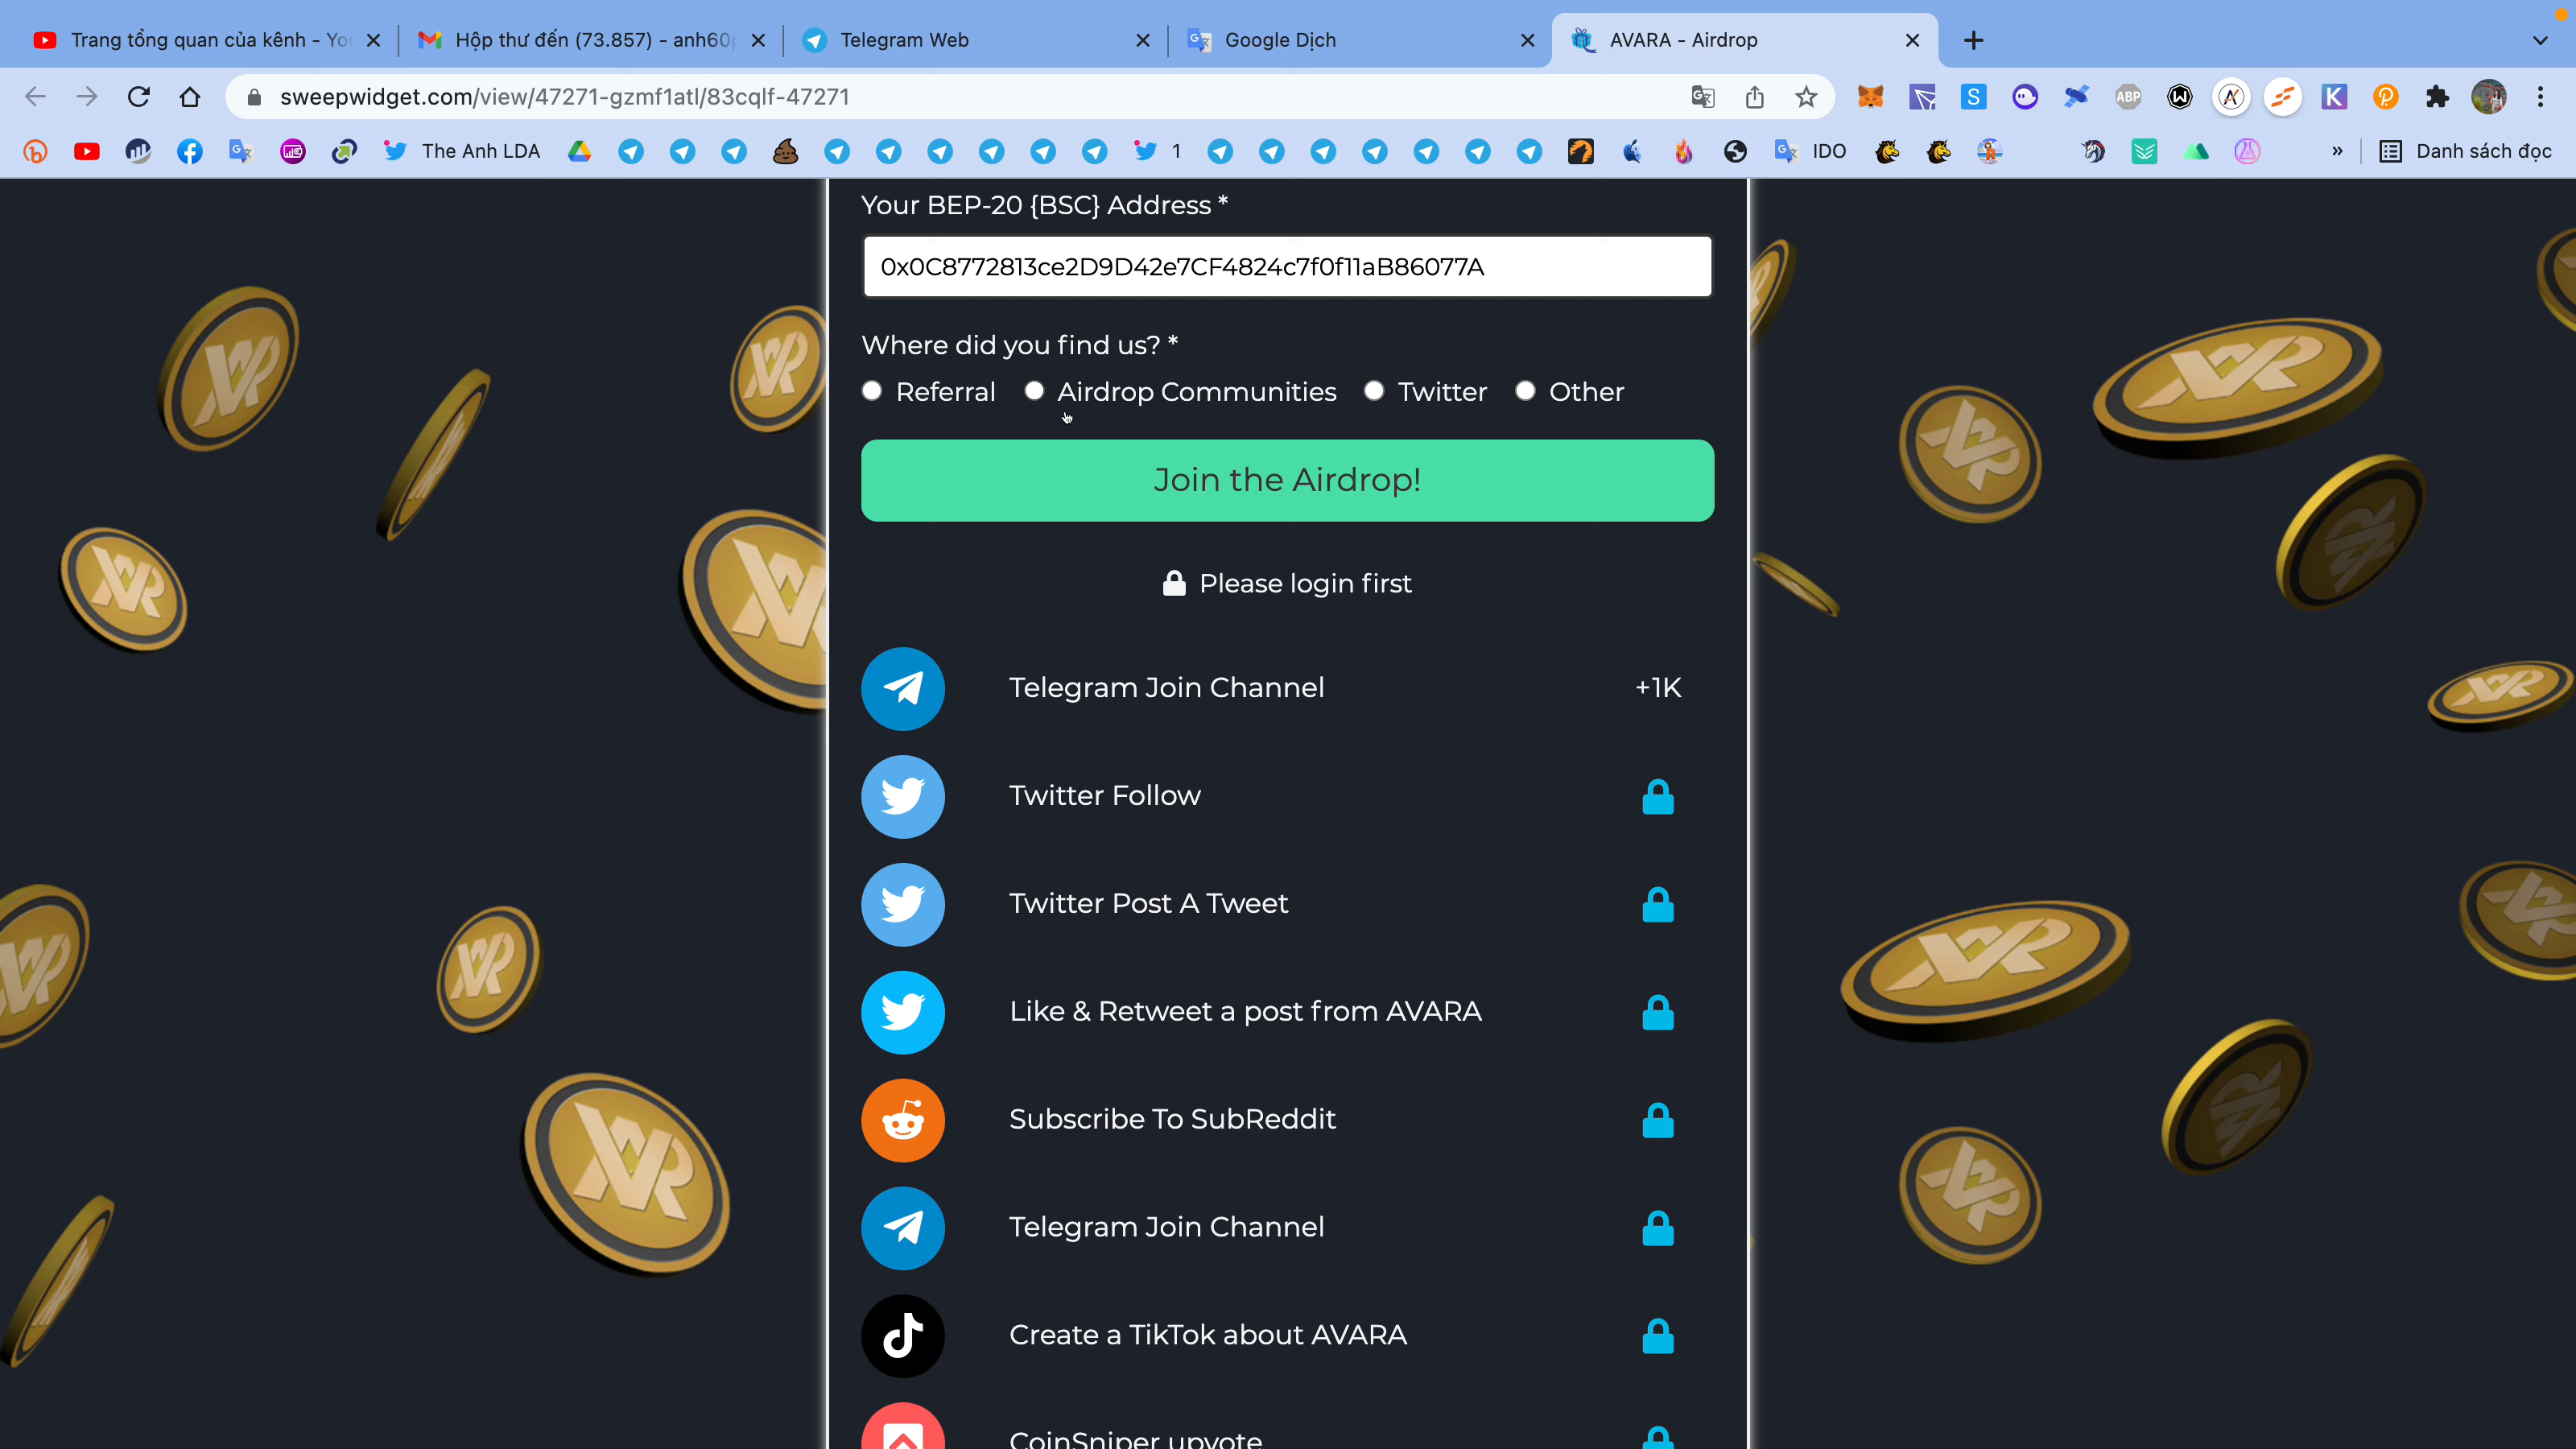 Trang tổng quan của kênh - Yo
Hộp thư đến (73.857) - anh60p
Telegram Web
Google Dịch
AVARA - Airdrop
sweepwidget.com/view/47271-gzmf1atl/83cqlf-47271
The Anh LDA
1
IDO
»
Danh sách đọc
Your BEP-20 {BSC} Address *
0x0C8772813ce2D9D42e7CF4824c7f0f11aB86077A
Where did you find us? *
Referral
Airdrop Communities
Twitter
Other
Join the Airdrop!
Please login first
Telegram Join Channel
+1K
Twitter Follow
Twitter Post A Tweet
Like & Retweet a post from AVARA
Subscribe To SubReddit
Telegram Join Channel
Create a TikTok about AVARA
CoinSniper upvote